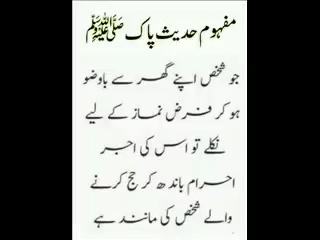 مفہوم حدیث پاک ﷺ
جو شخص اپنے گھر سے باوضو
ہو کر فرض نماز کے لیے
نکلے تو اس کی اجر
احرام باندھ کر حج کرنے
والے شخص کی مانند ہے